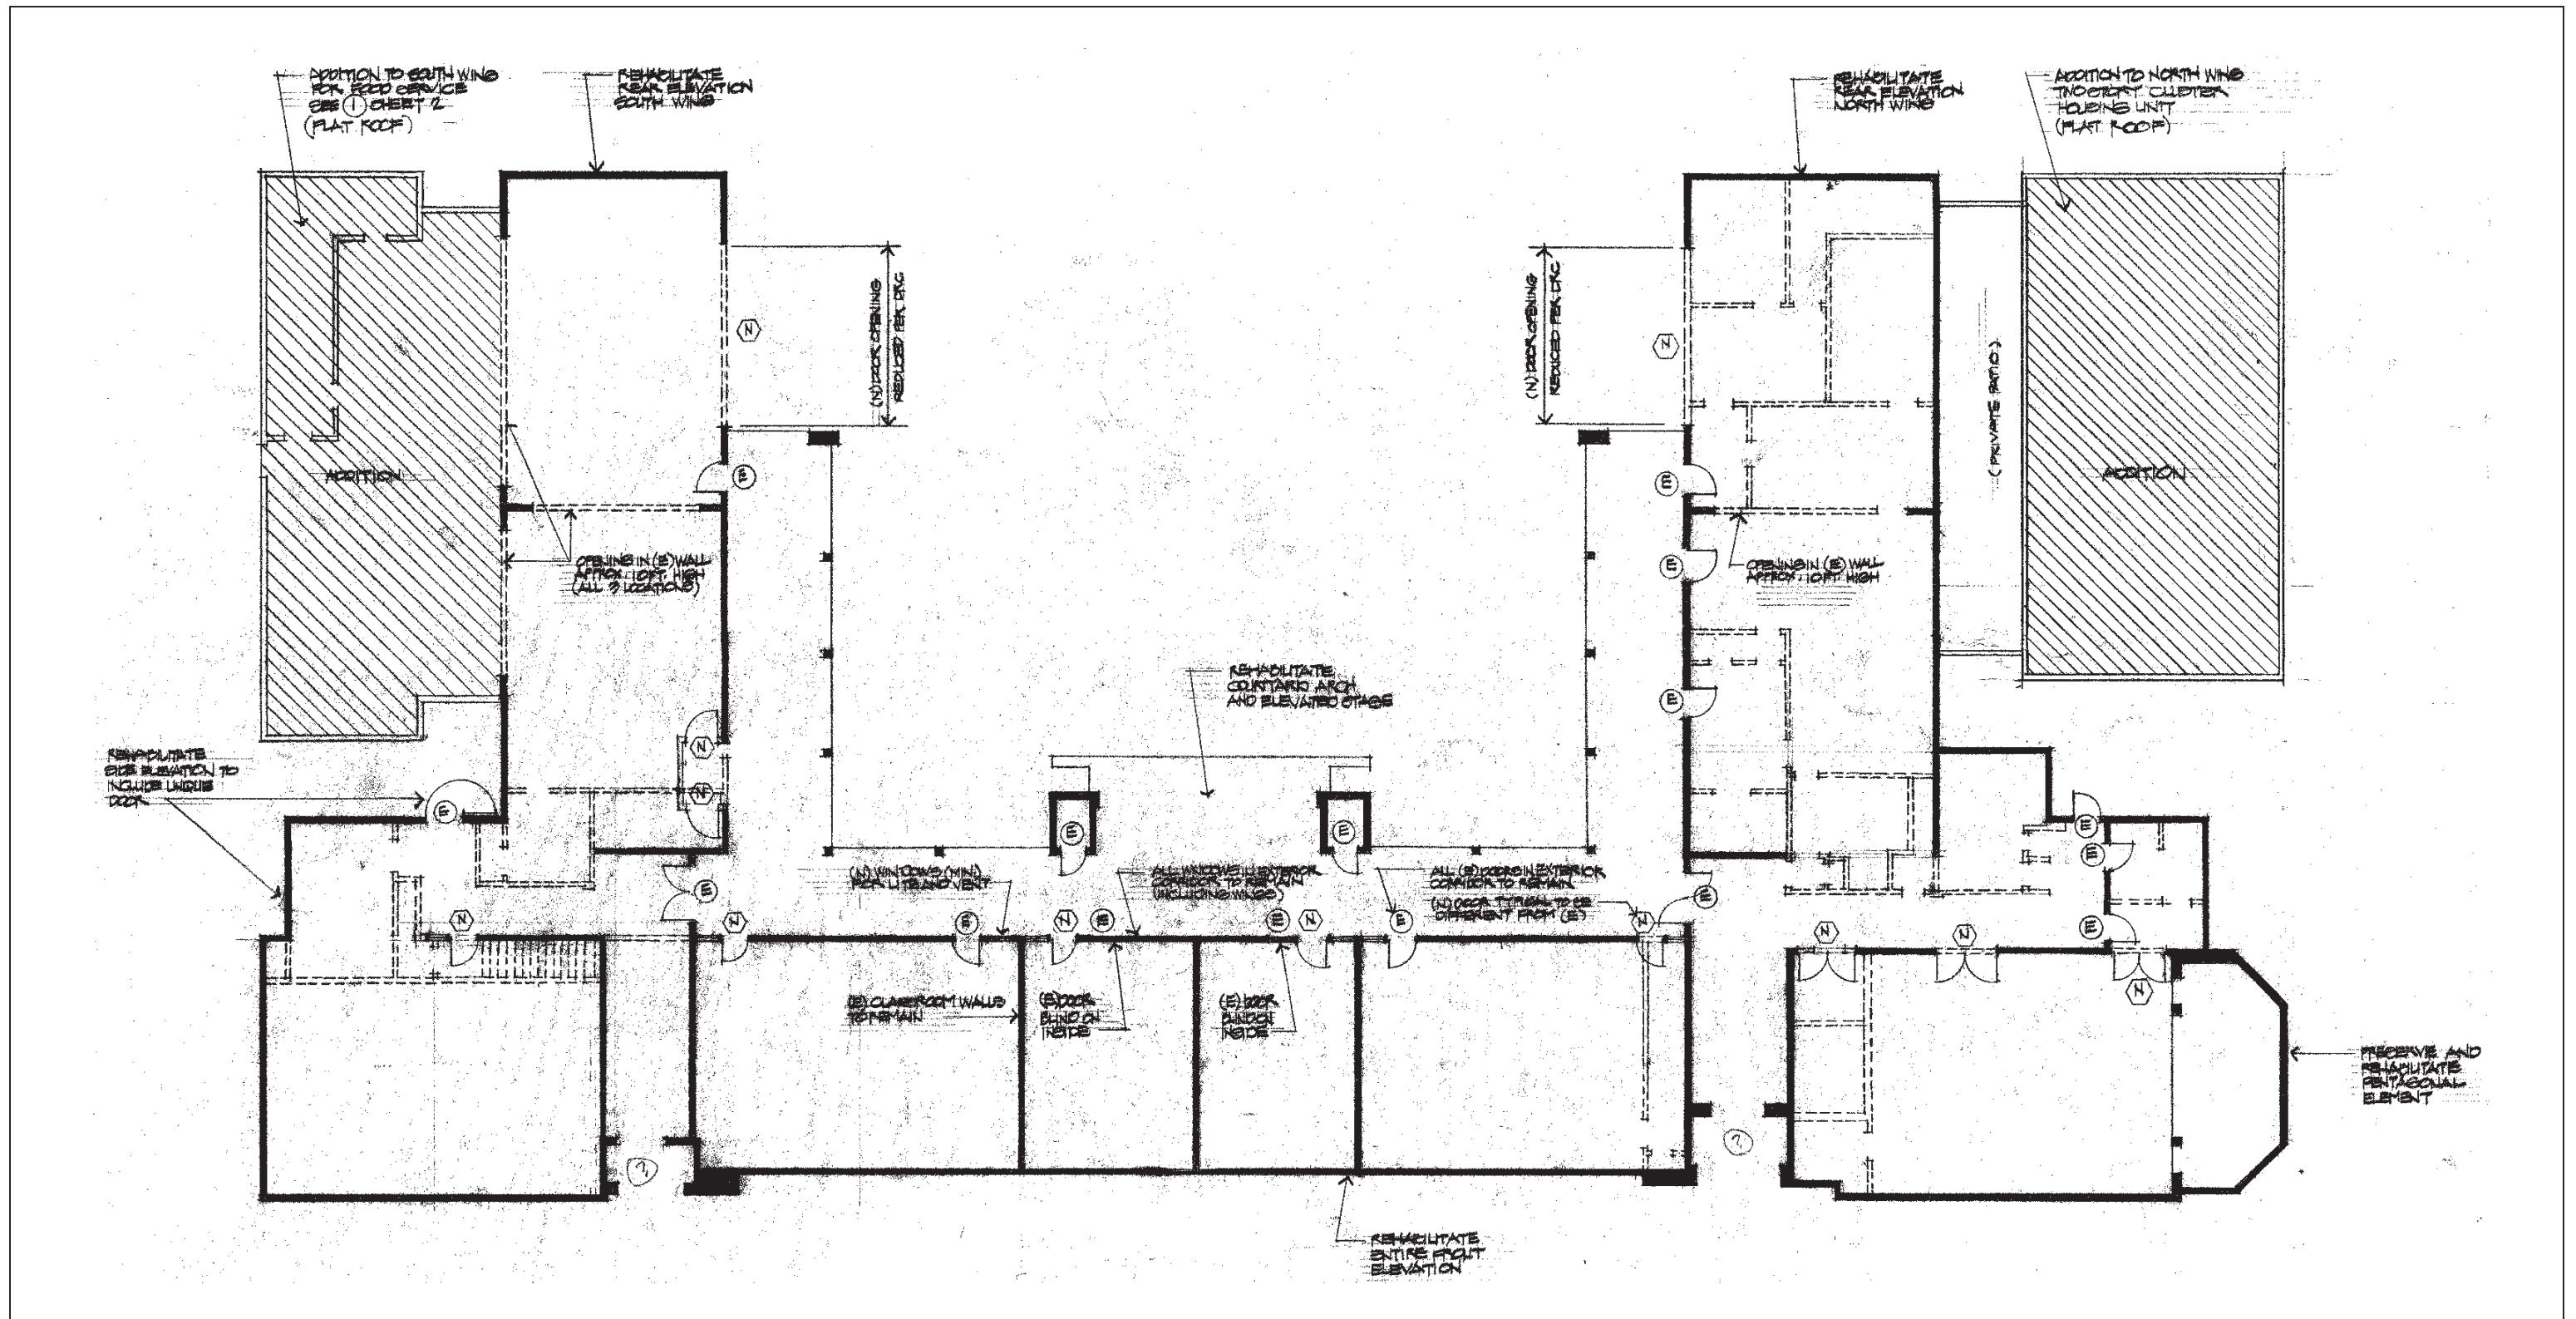 ADDITION TO SOUTH WING
FOR FOOD SERVICE
SEE 1 SHEET 2
(FLAT ROOF)
REHABILITATE
REAR ELEVATION
SOUTH WING
REHABILITATE
REAR ELEVATION
NORTH WING
ADDITION TO NORTH WING
TWO STORY CLUSTER
HOUSING UNIT
(FLAT ROOF)
(N) DOOR OPENING
REDUCED PER DRC
N
(N) DOOR OPENING
REDUCED PER DRC
N
(PRIVATE PATIO)
ADDITION
E
E
ADDITION
OPENING IN (E) WALL
APPROX. 10 FT. HIGH
(ALL 3 LOCATIONS)
E
OPENING IN (E) WALL
APPROX. 10 FT. HIGH
REHABILITATE
COURTYARD ARCH
AND ELEVATED STAGE
E
REHABILITATE
SIDE ELEVATION TO
INCLUDE UNIQUE
DOOR
N
N
E
E
E
E
E
(N) WINDOWS (MIN)
FOR LITE AND VENT
ALL WINDOWS IN EXTERIOR
CORRIDOR TO REMAIN
(INCLUDING WINGS)
ALL (E) DOORS IN EXTERIOR
CORRIDOR TO REMAIN
(N) DOOR TYPICAL TO BE
DIFFERENT FROM (E)
E
E
N
N
E
N
E
E
N
E
N
N
N
E
N
(E) CLASSROOM WALLS
TO REMAIN
(E) DOOR
BLIND ON
INSIDE
(E) DOOR
BLIND ON
INSIDE
PRESERVE AND
REHABILITATE
PENTAGONAL
ELEMENT
?
?
REHABILITATE
ENTIRE FRONT
ELEVATION